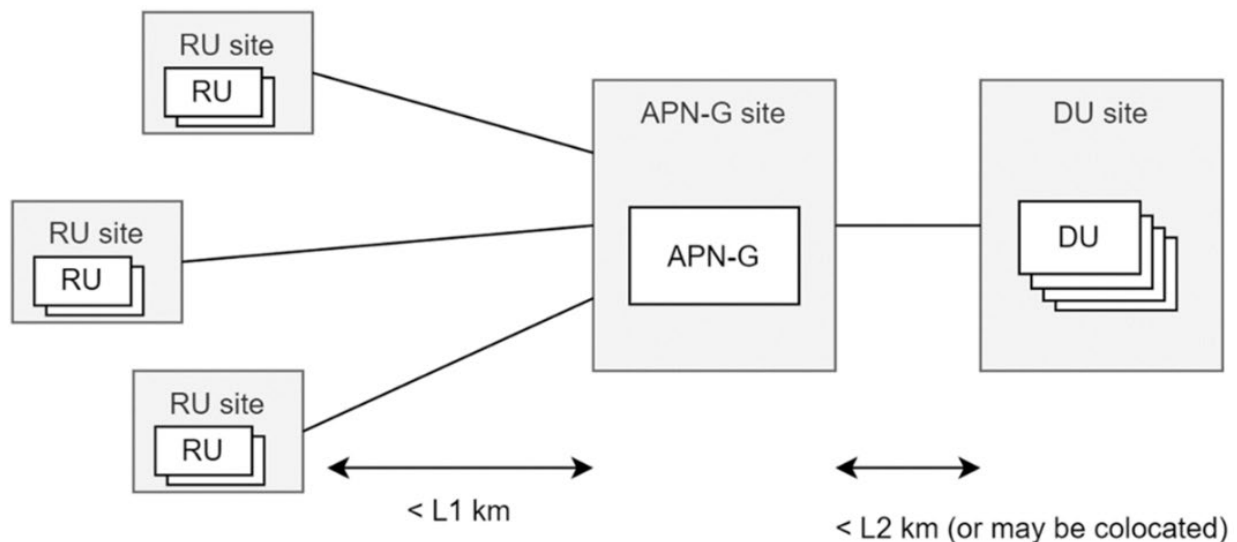 RU site
RU
APN-G site
DU site
RU site
RU
APN-G
DU
RU site
RU
< L1 km
< L2 km (or may be colocated)